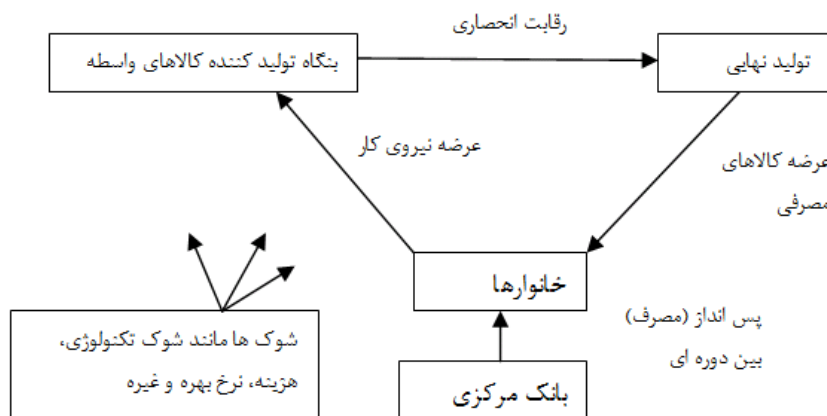 رقابت انحصاری
بنگاه تولید کننده کالاهای واسطه
تولید نهایی
عرضه نیروی کار
عرضه کالاهای
مصرفی
خانوارها
پس انداز (مصرف)
بین دوره ای
شوک ها مانند شوک تکنولوژی،
هزینه، نرخ بهره و غیره
بانک مرکزی